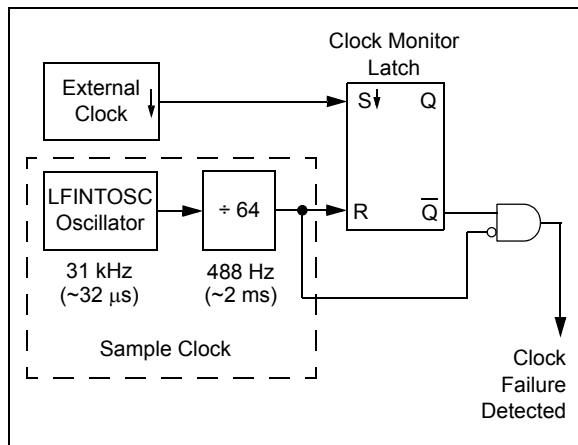 Clock Monitor
Latch
External
Clock
S
Q
LFINTOSC
Oscillator
÷ 64
R
Q̅
31 kHz
(~32 μs)
488 Hz
(~2 ms)
Sample Clock
Clock
Failure
Detected